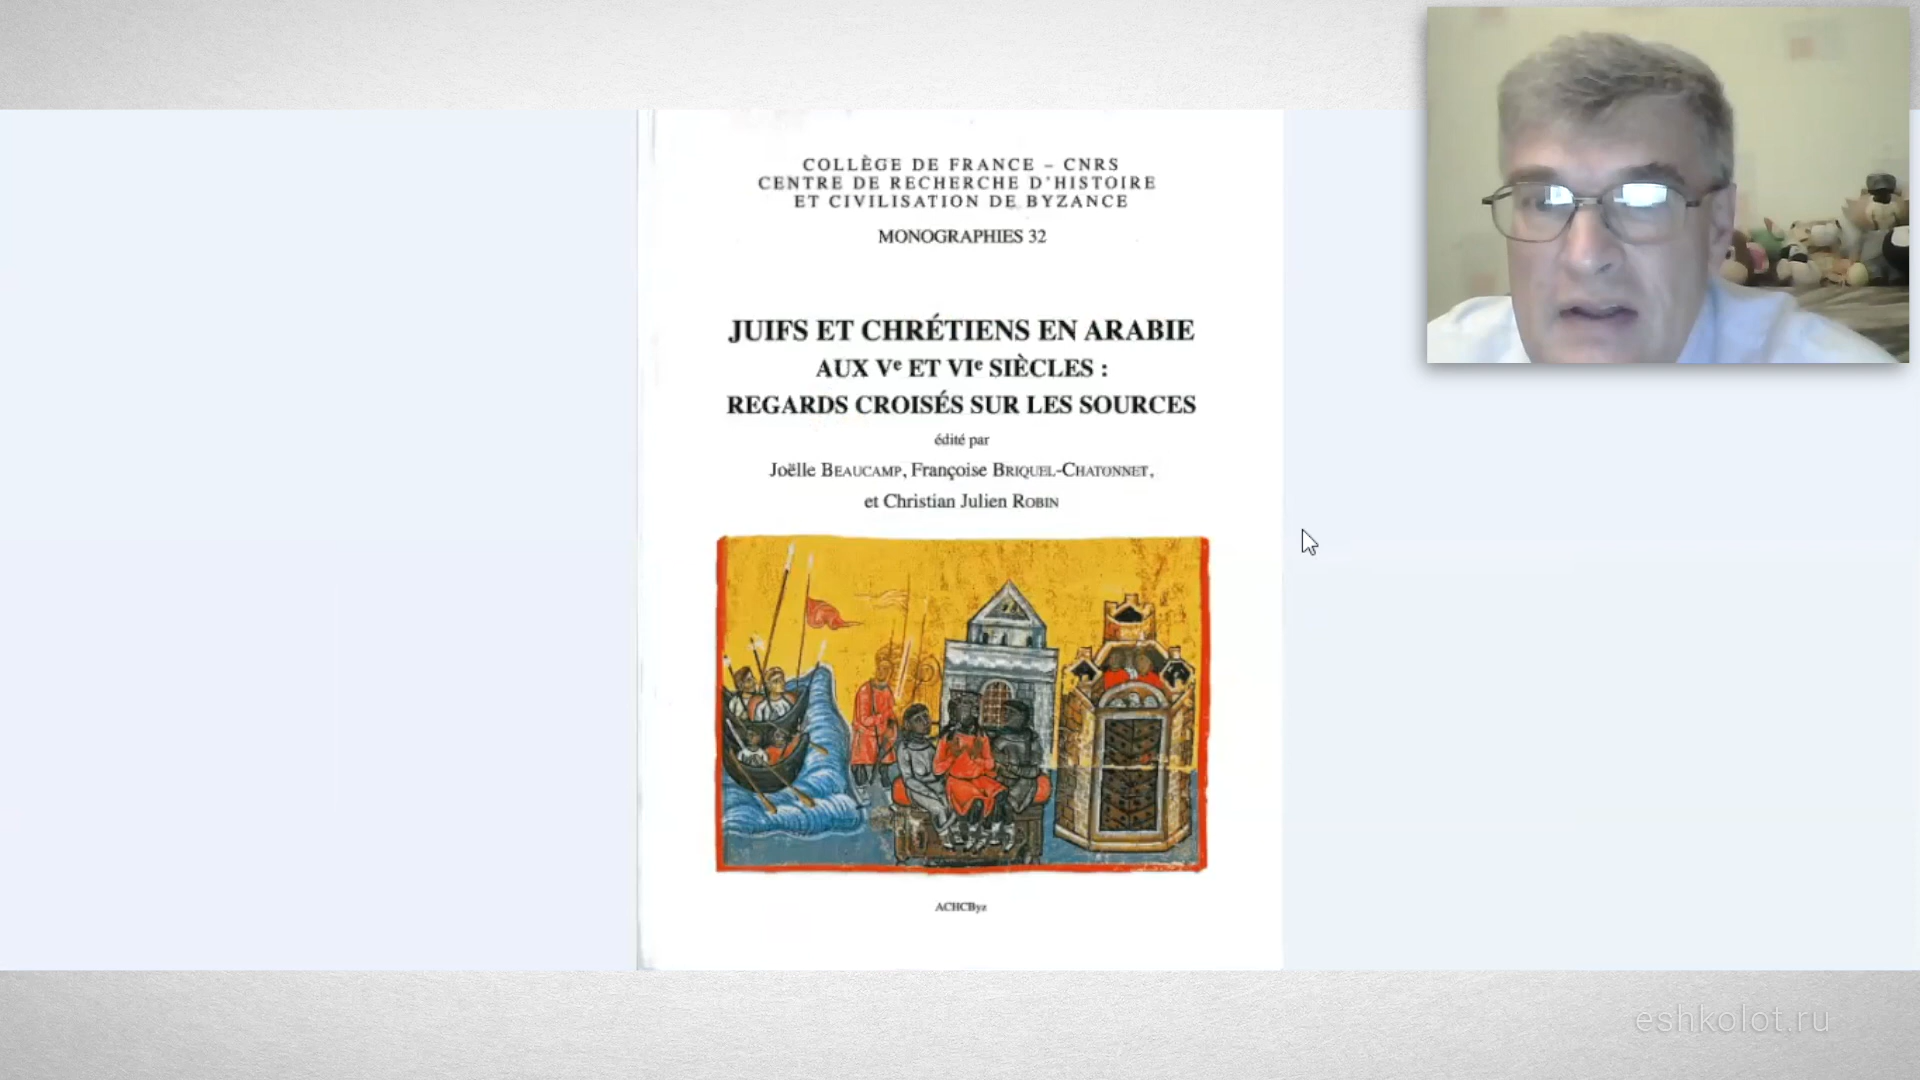 COLLÈGE DE FRANCE – CNRS
CENTRE DE RECHERCHE D'HISTOIRE
ET CIVILISATION DE BYZANCE
MONOGRAPHIES 32
JUIFS ET CHRÉTIENS EN ARABIE
AUX Vᵉ ET VIᵉ SIÈCLES :
REGARDS CROISÉS SUR LES SOURCES
édité par
Joëlle BEAUCAMP, Françoise BRIQUEL-CHATONNET,
et Christian Julien ROBIN
ACHCByz
eshkolot.ru